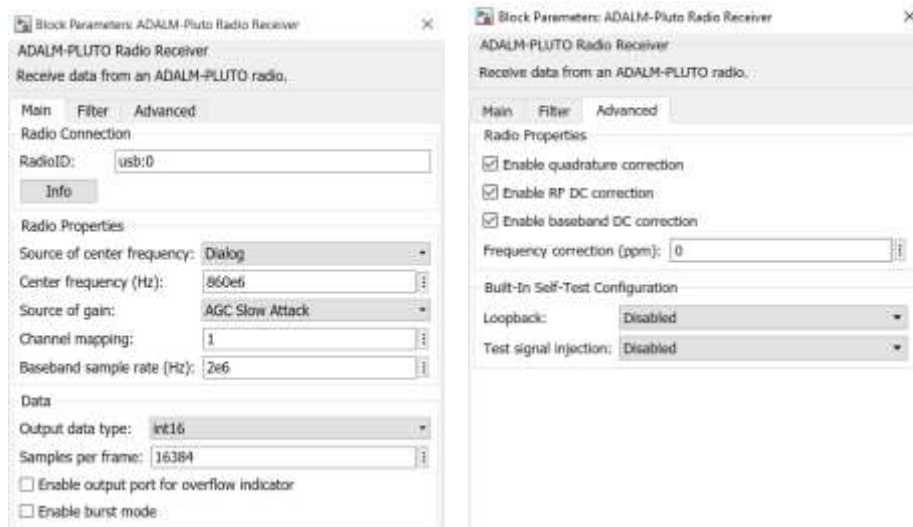 Block Parameters: ADALM-Pluto Radio Receiver
ADALM-PLUTO Radio Receiver
Receive data from an ADALM-PLUTO radio.
Main Filter Advanced
Radio Connection
RadioID: usb:0
Info
Radio Properties
Source of center frequency: Dialog
Center frequency (Hz): 860e6
Source of gain: AGC Slow Attack
Channel mapping: 1
Baseband sample rate (Hz): 2e6
Data
Output data type: int16
Samples per frame: 16384
Enable output port for overflow indicator
Enable burst mode
Block Parameters: ADALM-Pluto Radio Receiver
ADALM-PLUTO Radio Receiver
Receive data from an ADALM-PLUTO radio.
Main Filter Advanced
Radio Properties
Enable quadrature correction
Enable RF DC correction
Enable baseband DC correction
Frequency correction (ppm): 0
Built-In Self-Test Configuration
Loopback: Disabled
Test signal injection: Disabled